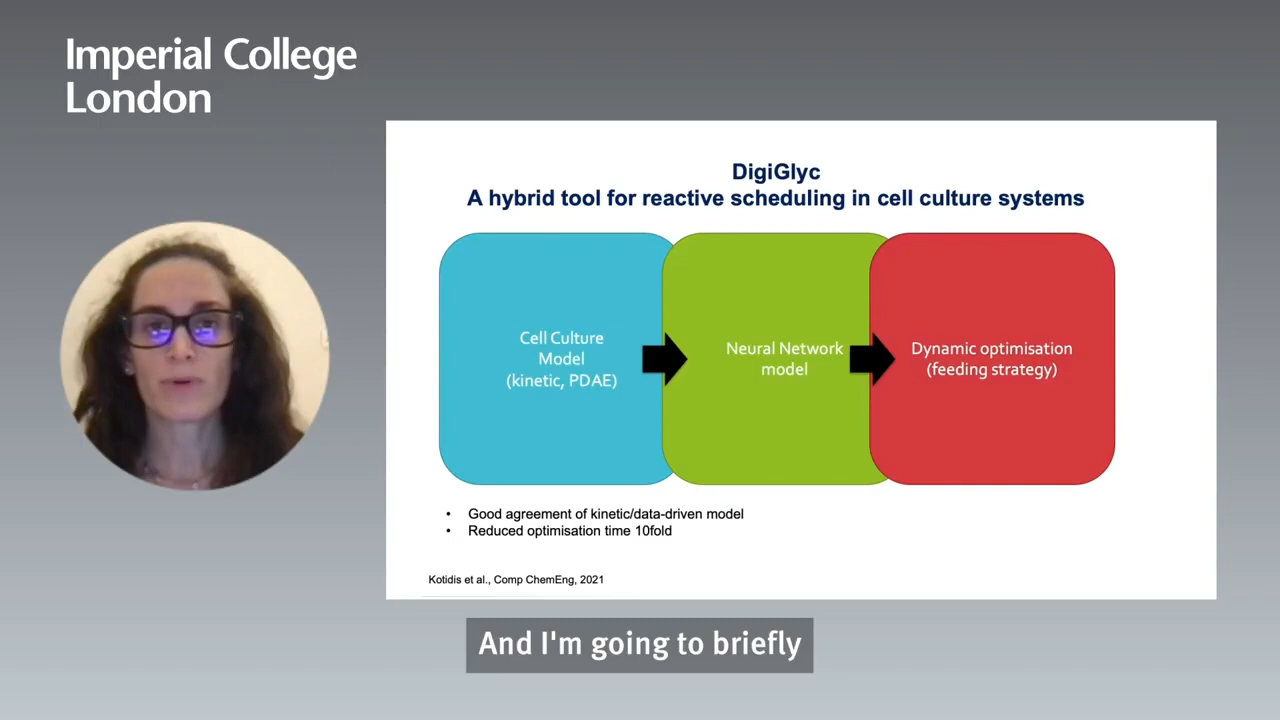 Imperial College
London
DigiGlyc
A hybrid tool for reactive scheduling in cell culture systems
Cell Culture
Model
(kinetic, PDAE)
Neural Network
model
Dynamic optimisation
(feeding strategy)
• Good agreement of kinetic/data-driven model
• Reduced optimisation time 10fold
Kotidis et al., Comp ChemEng, 2021
And I'm going to briefly